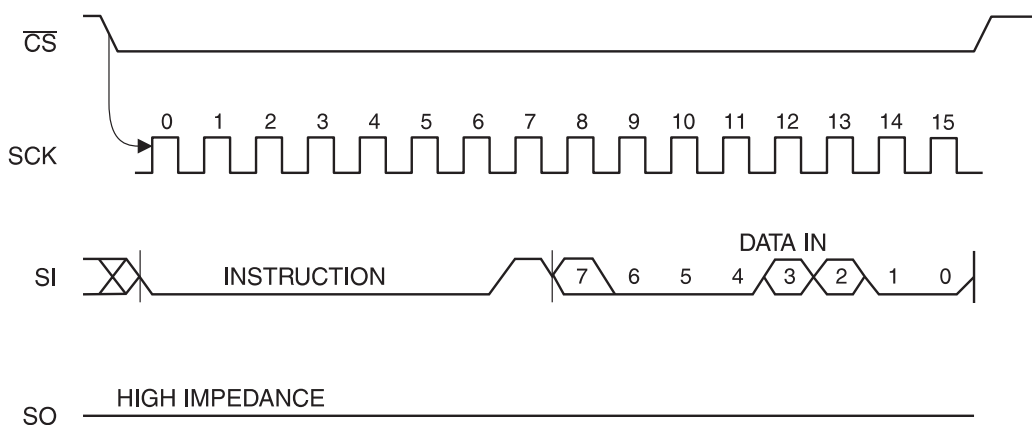 CS
0 1 2 3 4 5 6 7 8 9 10 11 12 13 14 15
SCK
DATA IN
SI INSTRUCTION 7 6 5 4 3 2 1 0
HIGH IMPEDANCE
SO